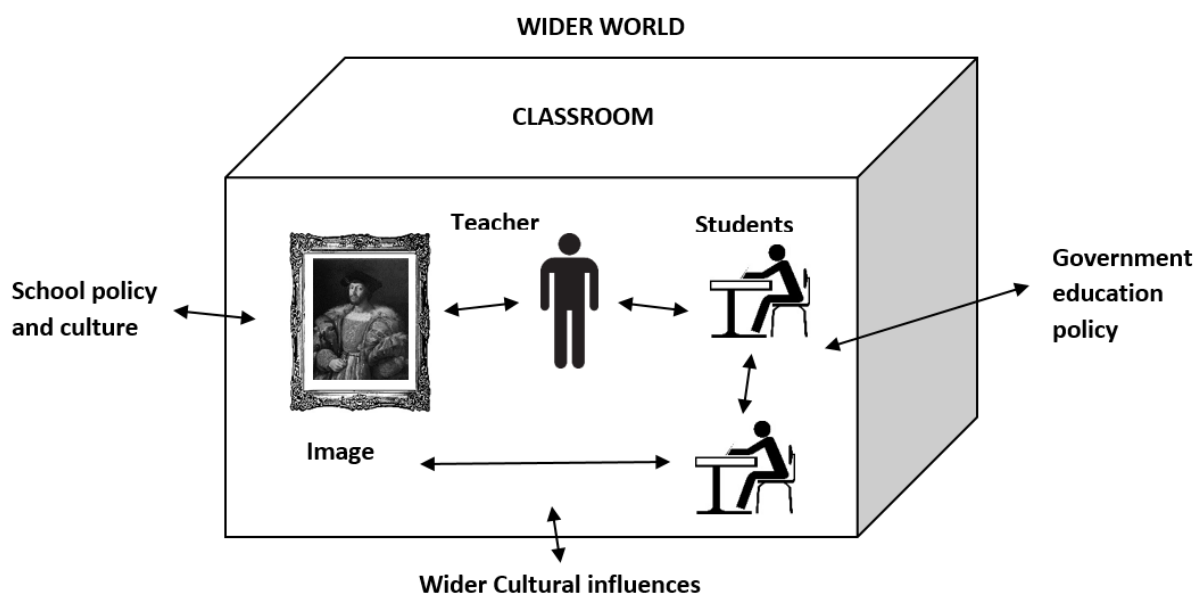 WIDER WORLD
CLASSROOM
Teacher
Students
School policy
and culture
Government
education
policy
Image
Wider Cultural influences